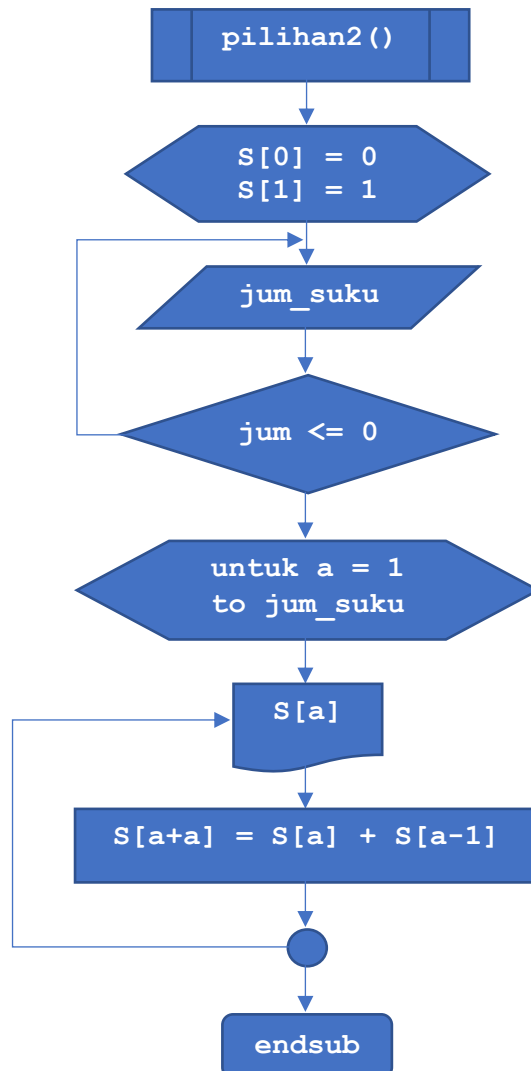 pilihan2()
S[0] = 0
S[1] = 1
jum_suku
jum <= 0
untuk a = 1
to jum_suku
S[a]
S[a+a] = S[a] + S[a-1]
endsub